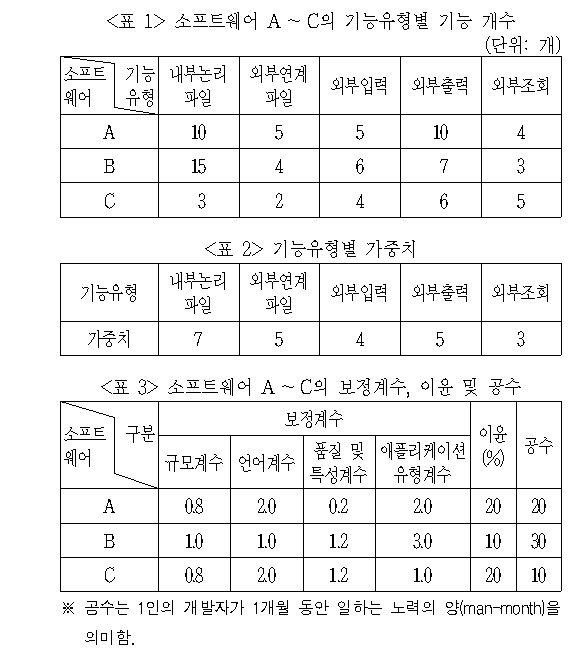 <표 1> 소프트웨어 A ~ C의 기능유형별 기능 개수
(단위: 개)
소프트웨어 기능유형 내부논리파일 외부연계파일 외부입력 외부출력 외부조회
A 10 5 5 10 4
B 15 4 6 7 3
C 3 2 4 6 5
<표 2> 기능유형별 가중치
기능유형 내부논리파일 외부연계파일 외부입력 외부출력 외부조회
가중치 7 5 4 5 3
<표 3> 소프트웨어 A ~ C의 보정계수, 이윤 및 공수
소프트웨어 구분 보정계수 이윤(%) 공수
규모계수 언어계수 품질 및 특성계수 애플리케이션 유형계수
A 0.8 2.0 0.2 2.0 20 20
B 1.0 1.0 1.2 3.0 10 30
C 0.8 2.0 1.2 1.0 20 10
※ 공수는 1인의 개발자가 1개월 동안 일하는 노력의 양(man-month)을
의미함.